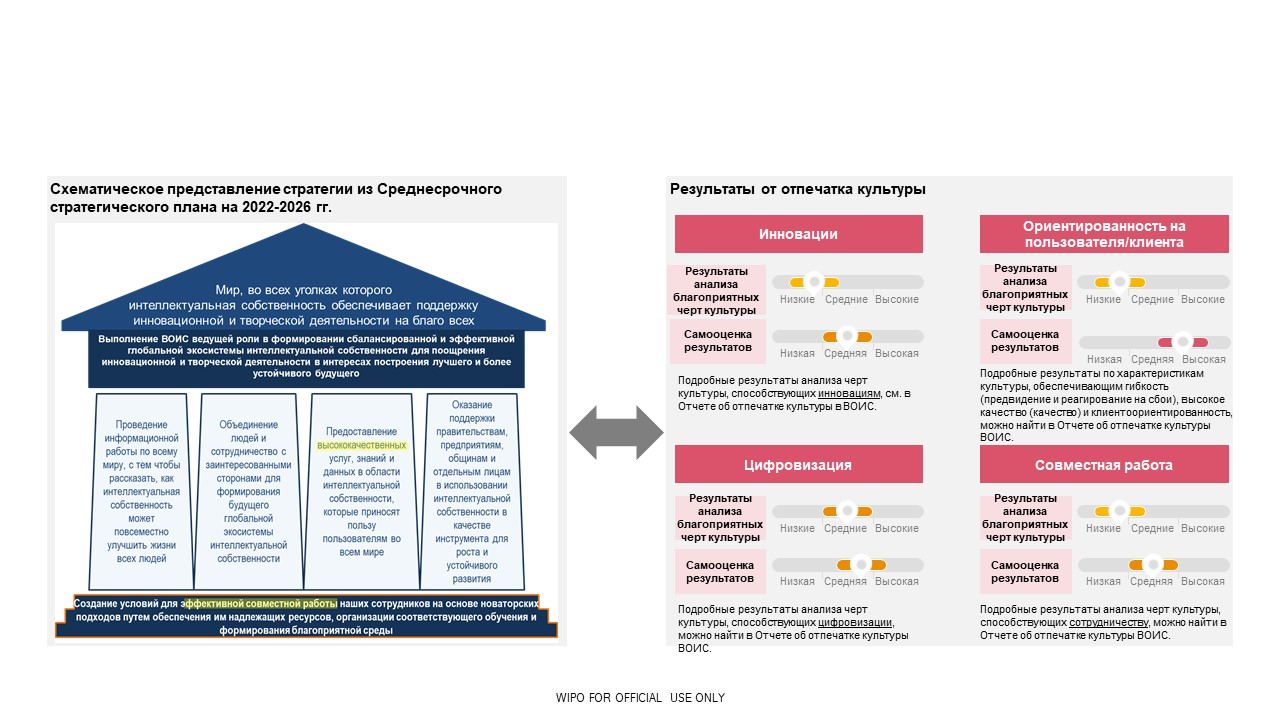 Схематическое представление стратегии из Среднесрочного
стратегического плана на 2022-2026 гг.
Мир, во всех уголках которого
интеллектуальная собственность обеспечивает поддержку
инновационной и творческой деятельности на благо всех
Выполнение ВОИС ведущей роли в формировании сбалансированной и эффективной
глобальной экосистемы интеллектуальной собственности для поощрения
инновационной и творческой деятельности в интересах построения лучшего и более
устойчивого будущего
Проведение
информационной
работы по всему
миру, с тем чтобы
рассказать, как
интеллектуальная
собственность
может
повсеместно
улучшить жизни
всех людей
Объединение
людей и
сотрудничество с
заинтересованными
сторонами для
формирования
будущего
глобальной
экосистемы
интеллектуальной
собственности
Предоставление
высококачественных
услуг, знаний и
данных в области
интеллектуальной
собственности,
которые приносят
пользу
пользователям во
всем мире
Оказание
поддержки
правительствам,
предприятиям,
общинам и
отдельным лицам
в использовании
интеллектуальной
собственности в
качестве
инструмента для
роста и
устойчивого
развития
Создание условий для эффективной совместной работы наших сотрудников на основе новаторских
подходов путем обеспечения им надлежащих ресурсов, организации соответствующего обучения и
формирования благоприятной среды
Результаты от отпечатка культуры
Инновации
Результаты
анализа
благоприятных
черт культуры
Низкие Средние Высокие
Самооценка
результатов
Низкая Средняя Высокая
Подробные результаты анализа черт
культуры, способствующих инновациям, см. в
Отчете об отпечатке культуры в ВОИС.
Ориентированность на
пользователя/клиента
Результаты
анализа
благоприятных
черт культуры
Низкие Средние Высокие
Самооценка
результатов
Низкая Средняя Высокая
Подробные результаты по характеристикам
культуры, обеспечивающим гибкость
(предвидение и реагирование на сбои), высокое
качество (качество) и клиентоориентированность,
можно найти в Отчете об отпечатке культуры
ВОИС.
Цифровизация
Результаты
анализа
благоприятных
черт культуры
Низкие Средние Высокие
Самооценка
результатов
Низкая Средняя Высокая
Подробные результаты анализа черт
культуры, способствующих цифровизации,
можно найти в Отчете об отпечатке культуры
ВОИС.
Совместная работа
Результаты
анализа
благоприятных
черт культуры
Низкие Средние Высокие
Самооценка
результатов
Низкая Средняя Высокая
Подробные результаты анализа черт культуры,
способствующих сотрудничеству, можно найти в
Отчете об отпечатке культуры ВОИС.
WIPO FOR OFFICIAL USE ONLY